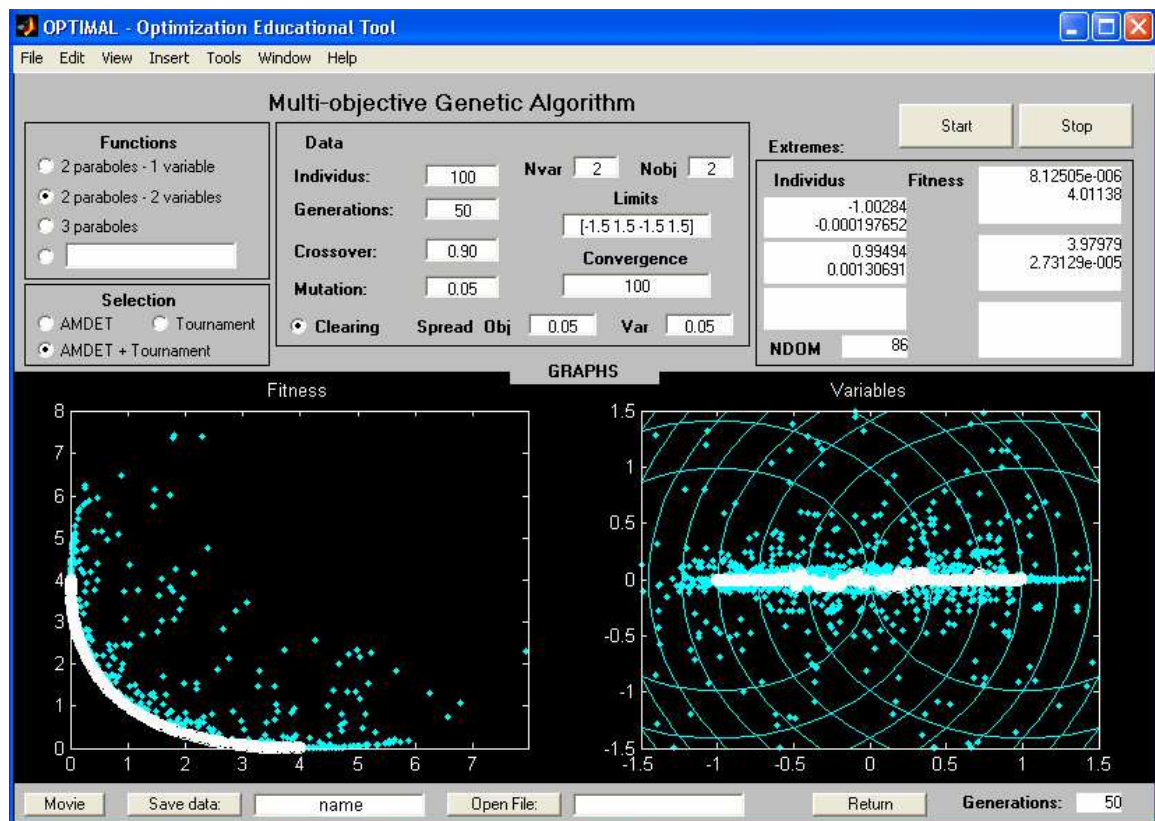 OPTIMAL - Optimization Educational Tool
File Edit View Insert Tools Window Help
Multi-objective Genetic Algorithm
Start Stop
Functions
2 paraboles - 1 variable
2 paraboles - 2 variables
3 paraboles
Selection
AMDET Tournament
AMDET + Tournament
Data
Individus: 100
Generations: 50
Crossover: 0.90
Mutation: 0.05
Nvar 2 Nobj 2
Limits
[-1.5 1.5 -1.5 1.5]
Convergence
100
Clearing Spread Obj 0.05 Var 0.05
Extremes:
Individus Fitness
-1.00284
-0.000197652
8.12505e-006
4.01138
0.99494
0.00130691
3.97979
2.73129e-005
NDOM 86
GRAPHS
Fitness
8
7
6
5
4
3
2
1
0
0 1 2 3 4 5 6 7
Variables
1.5
1
0.5
0
-0.5
-1
-1.5
-1.5 -1 -0.5 0 0.5 1 1.5
Movie Save data: name Open File: Return Generations: 50